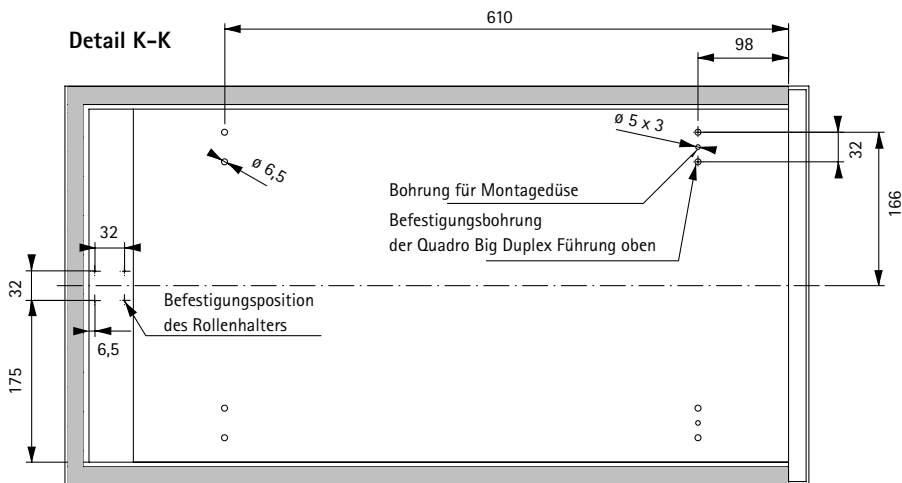 610
Detail K-K
98
ø 5 x 3
32
ø 6,5
166
Bohrung für Montagedüse
Befestigungsbohrung
der Quadro Big Duplex Führung oben
32
32
Befestigungsposition
des Rollenhalters
6,5
175